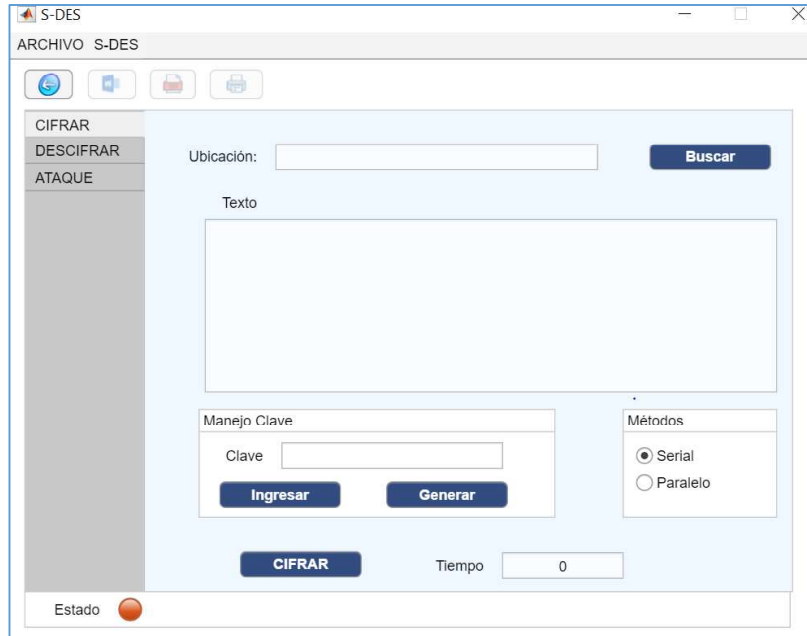 S-DES
ARCHIVO S-DES
CIFRAR
DESCIFRAR
ATAQUE
Ubicación:
Buscar
Texto
Manejo Clave
Métodos
Clave
Serial
Paralelo
Ingresar
Generar
CIFRAR
Tiempo
0
Estado